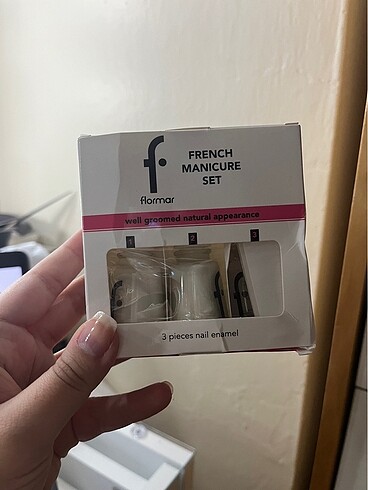 f
FRENCH
MANICURE
SET
flormar
well groomed natural appearance
1 2 3
f f
3 pieces nail enamel